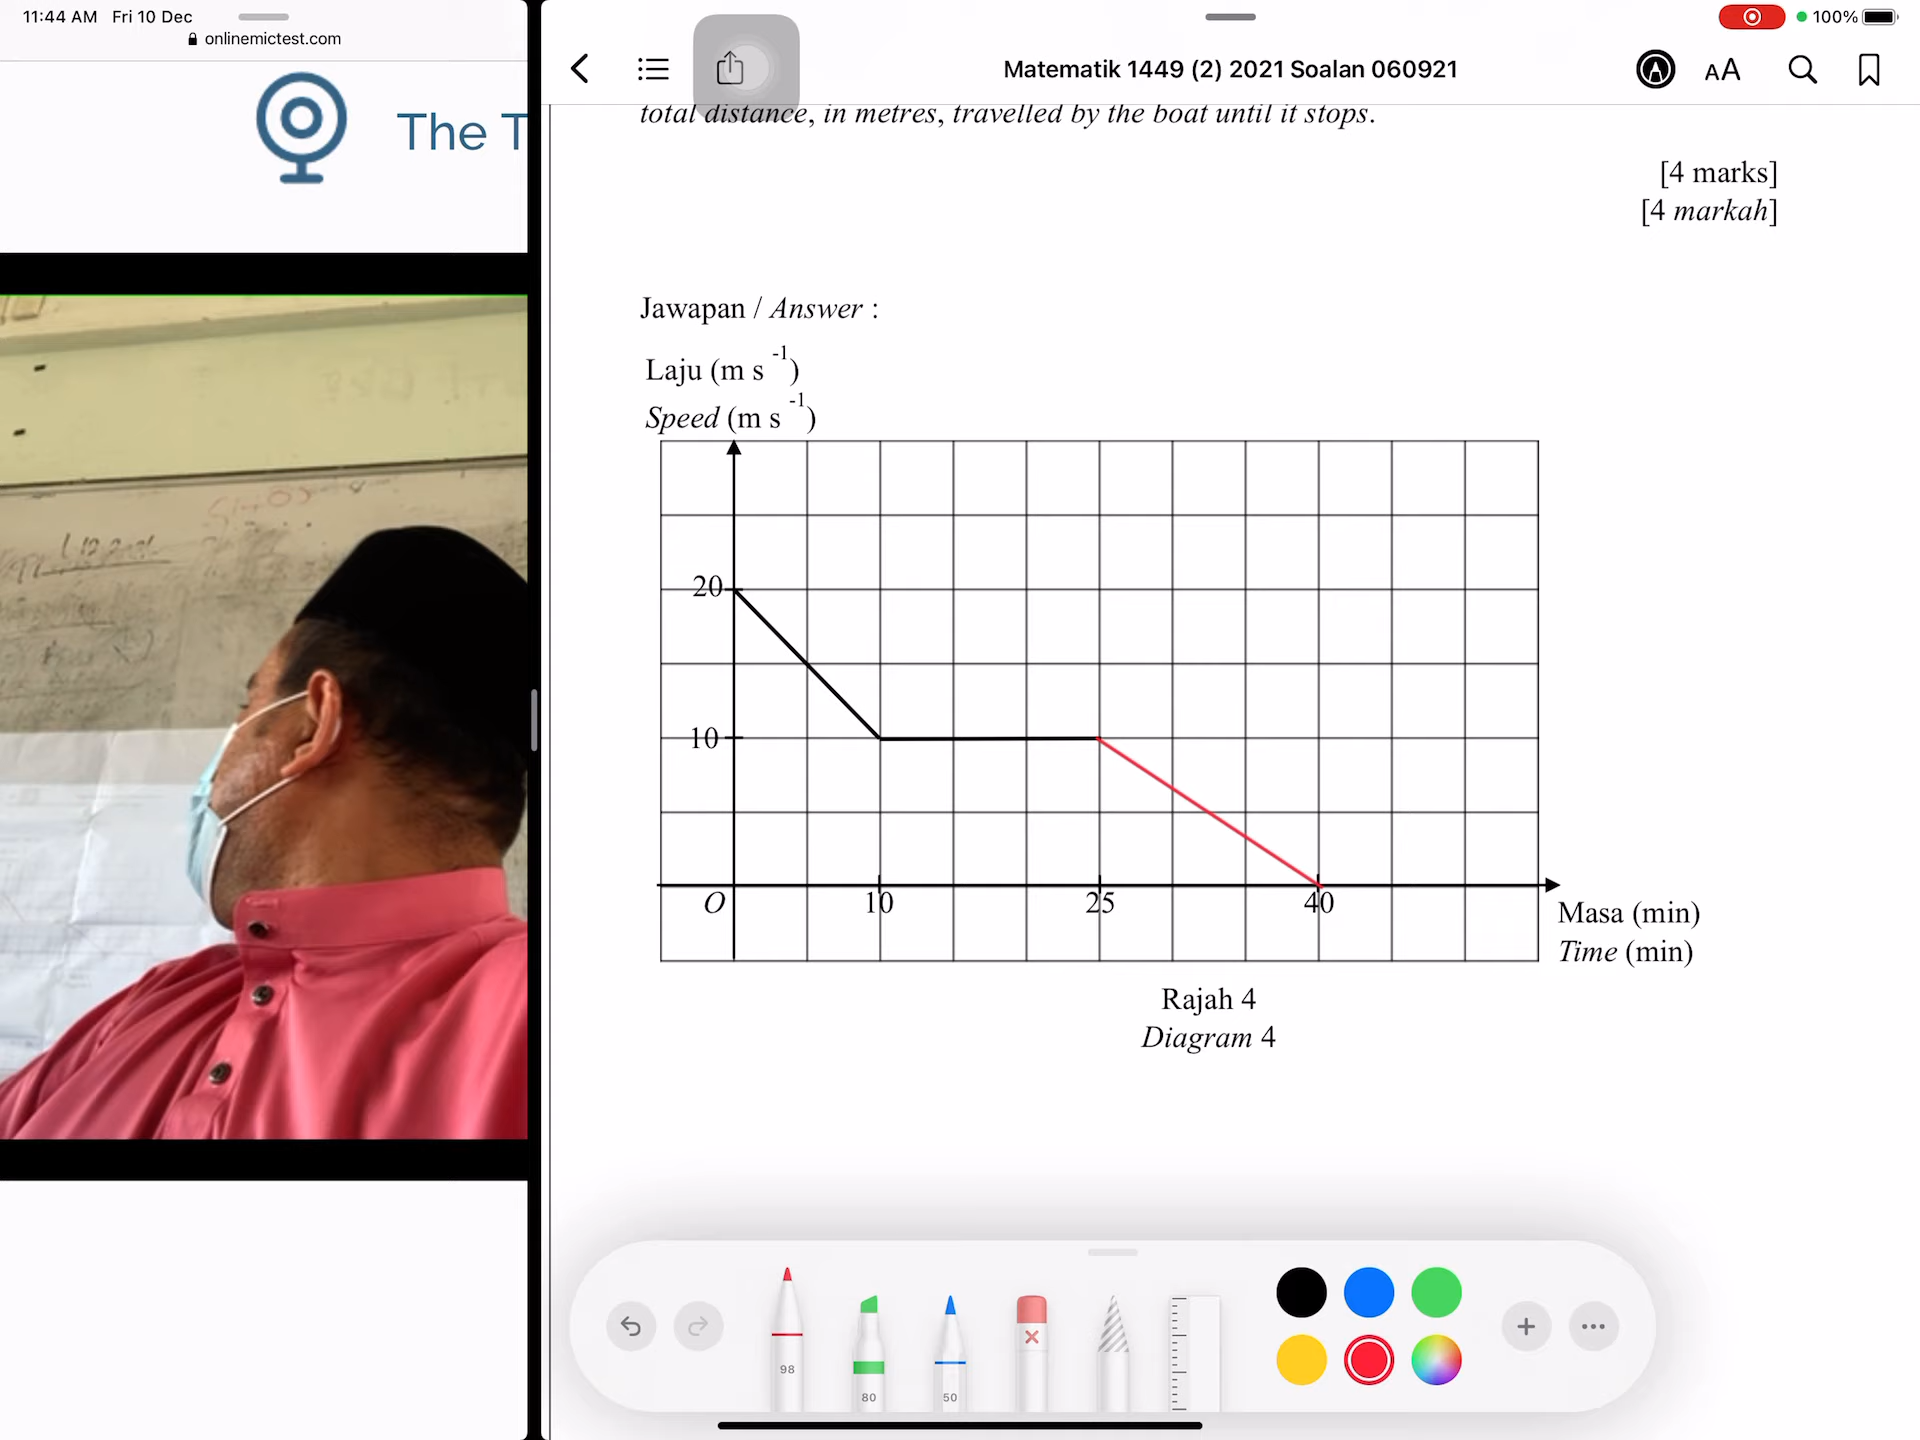 11:44 AM Fri 10 Dec
100%
onlinemictest.com
The T
Matematik 1449 (2) 2021 Soalan 060921
AA
total distance, in metres, travelled by the boat until it stops.
[4 marks]
[4 markah]
Jawapan / Answer :
Laju (m s -1)
Speed (m s -1)
20
10
O
10
25
40
Masa (min)
Time (min)
Rajah 4
Diagram 4
98
80
50